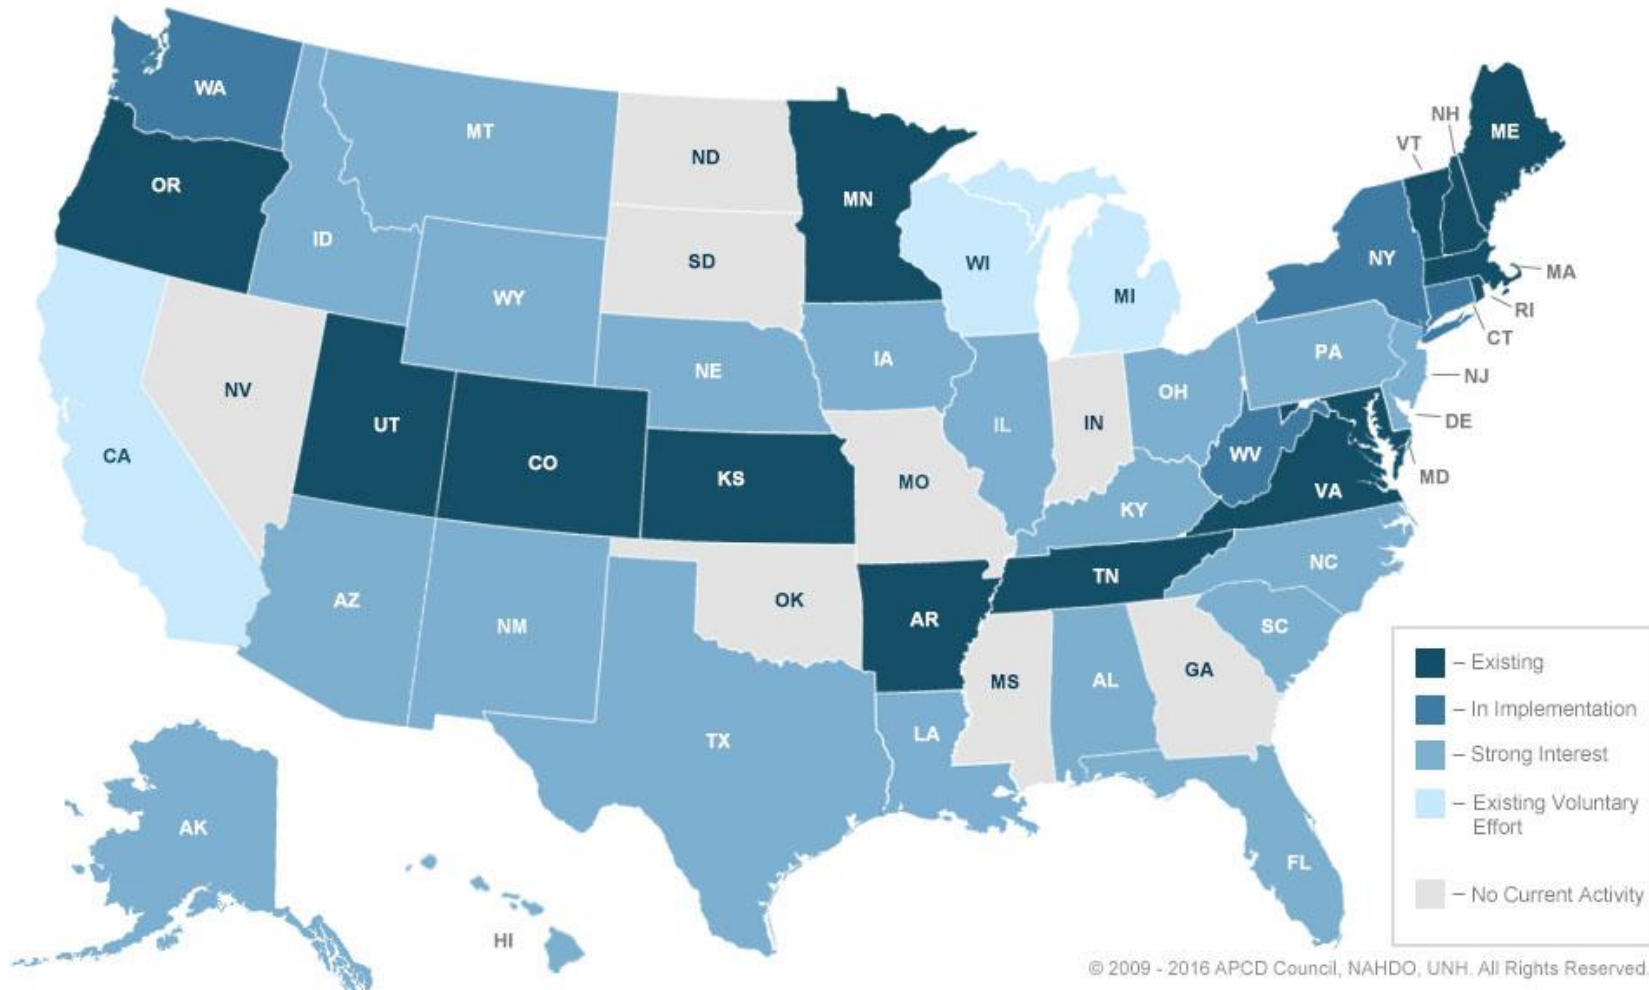 WA
MT
ND
MN
NH
VT
ME
OR
ID
SD
WI
MI
NY
MA
RI
CT
WY
NE
IA
PA
NJ
NV
UT
CO
KS
IL
IN
OH
DE
MD
CA
MO
KY
WV
VA
AZ
NM
OK
AR
TN
NC
SC
TX
LA
MS
AL
GA
FL
AK
HI
– Existing
– In Implementation
– Strong Interest
– Existing Voluntary
Effort
– No Current Activity
© 2009 - 2016 APCD Council, NAHDO, UNH. All Rights Reserved.